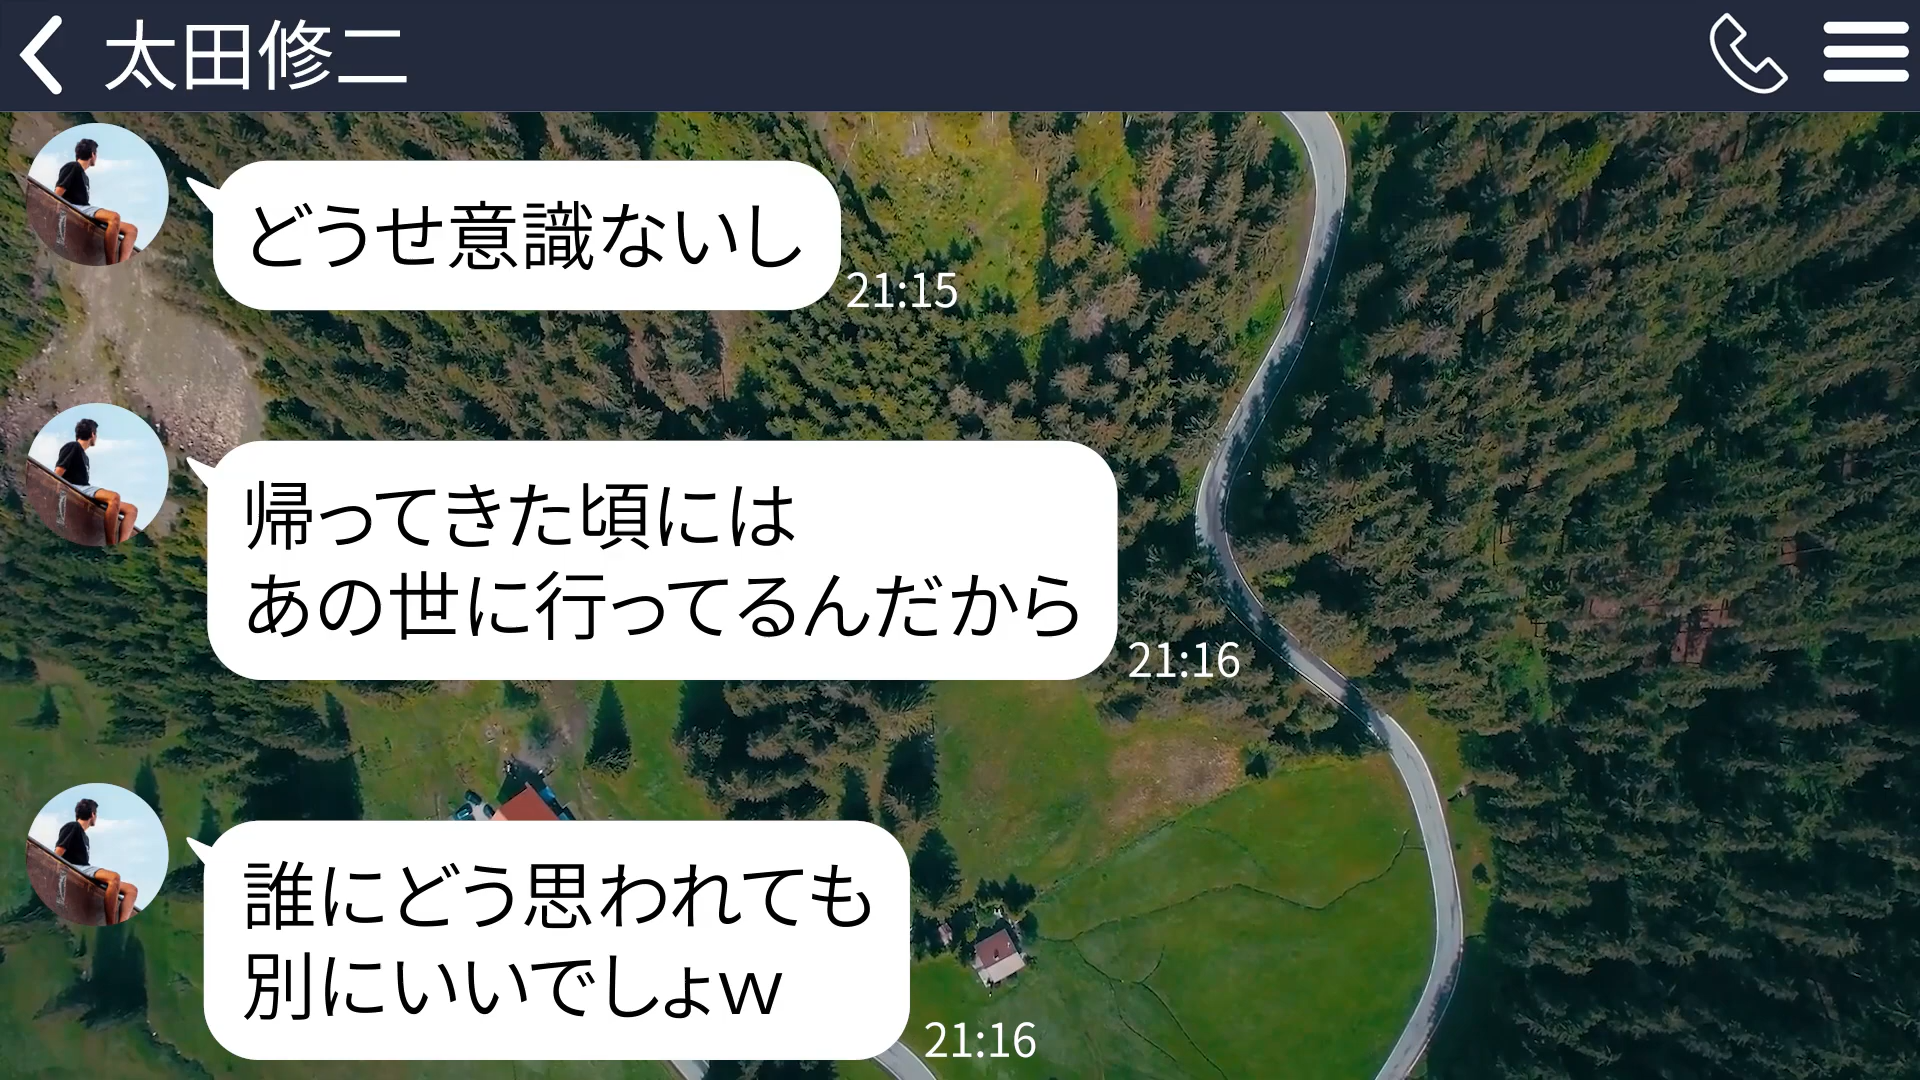 太田修二
どうせ意識ないし
21:15
帰ってきた頃には
あの世に行ってるんだから
21:16
誰にどう思われても
別にいいでしょw
21:16